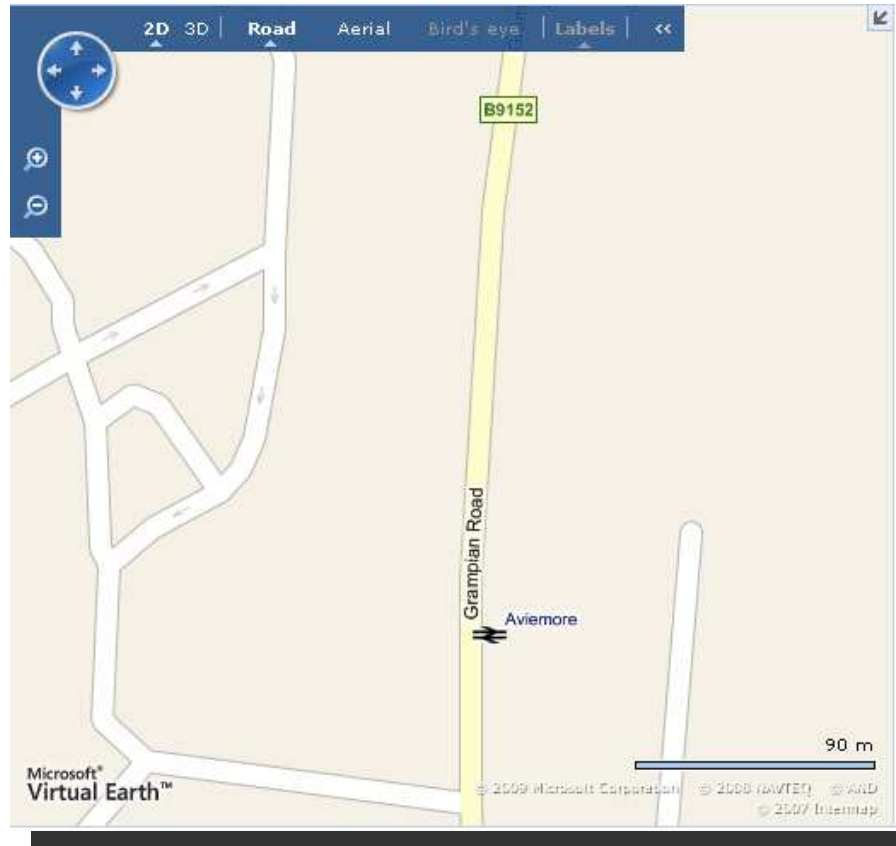 2D 3D Road Aerial Bird's eye Labels <<
B9152
Grampian Road
Aviemore
90 m
Microsoft®
Virtual Earth™
© 2009 Microsoft Corporation © 2008 NAVTEQ © AND
© 2007 Intermap